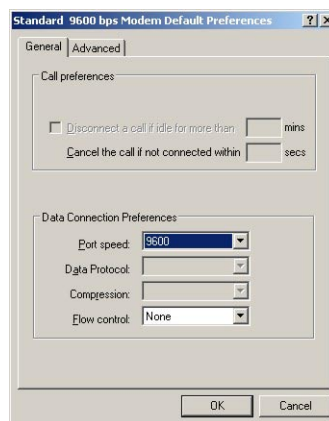 Standard 9600 bps Modem Default Preferences
General Advanced
Call preferences
Disconnect a call if idle for more than mins
Cancel the call if not connected within secs
Data Connection Preferences
Port speed: 9600
Data Protocol:
Compression:
Flow control: None
OK Cancel